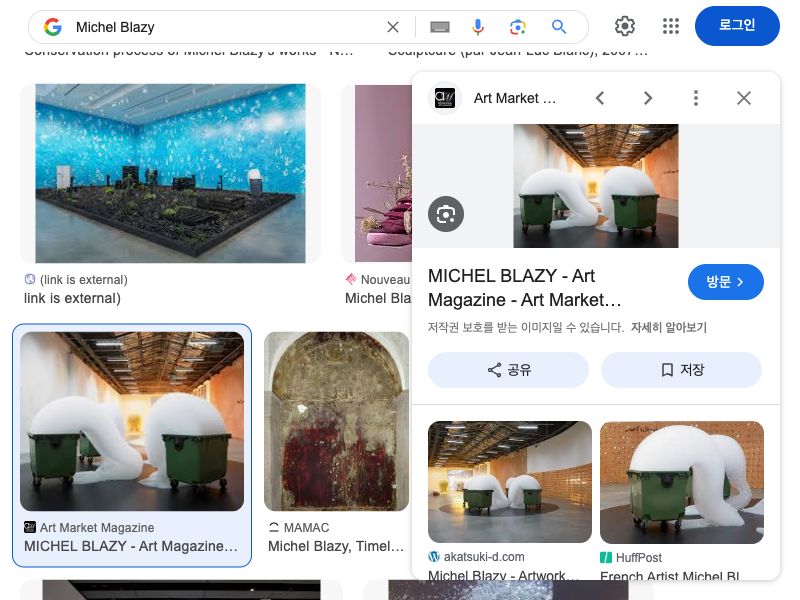 Michel Blazy
로그인
Conservation process of Michel Blazy's works - N…
Sculptcure (par Jean-Luc Blanc), 2007…
(link is external)
link is external)
Nouveau
Michel Bla
Art Market Magazine
MICHEL BLAZY - Art Magazine…
MAMAC
Michel Blazy, Timel…
Art Market …
MICHEL BLAZY - Art
Magazine - Art Market…
방문
저작권 보호를 받는 이미지일 수 있습니다. 자세히 알아보기
공유
저장
akatsuki-d.com
Michel Blazy - Artwork…
HuffPost
French Artist Michel Bl